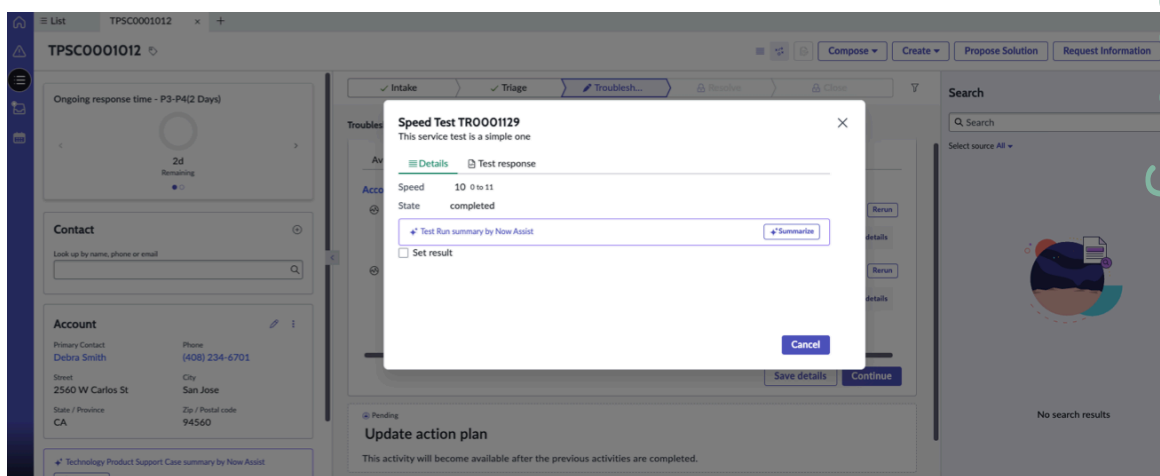 List
TPSC0001012
TPSC0001012
Compose
Create
Propose Solution
Request Information
Ongoing response time - P3-P4(2 Days)
2d
Remaining
Contact
Look up by name, phone or email
Account
Primary Contact
Phone
Debra Smith
(408) 234-6701
Street
City
2560 W Carlos St
San Jose
State / Province
Zip / Postal code
CA
94560
Technology Product Support Case summary by Now Assist
Intake
Triage
Troublesh...
Resolve
Close
Troubles
Av
Acco
Rerun
details
Rerun
details
Speed Test TR0001129
This service test is a simple one
Details
Test response
Speed 10 0 to 11
State completed
Test Run summary by Now Assist
Summarize
Set result
Cancel
Save details
Continue
Pending
Update action plan
This activity will become available after the previous activities are completed.
Search
Search
Select source All
No search results